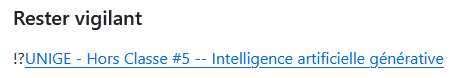 Rester vigilant
!?UNIGE - Hors Classe #5 -- Intelligence artificielle générative